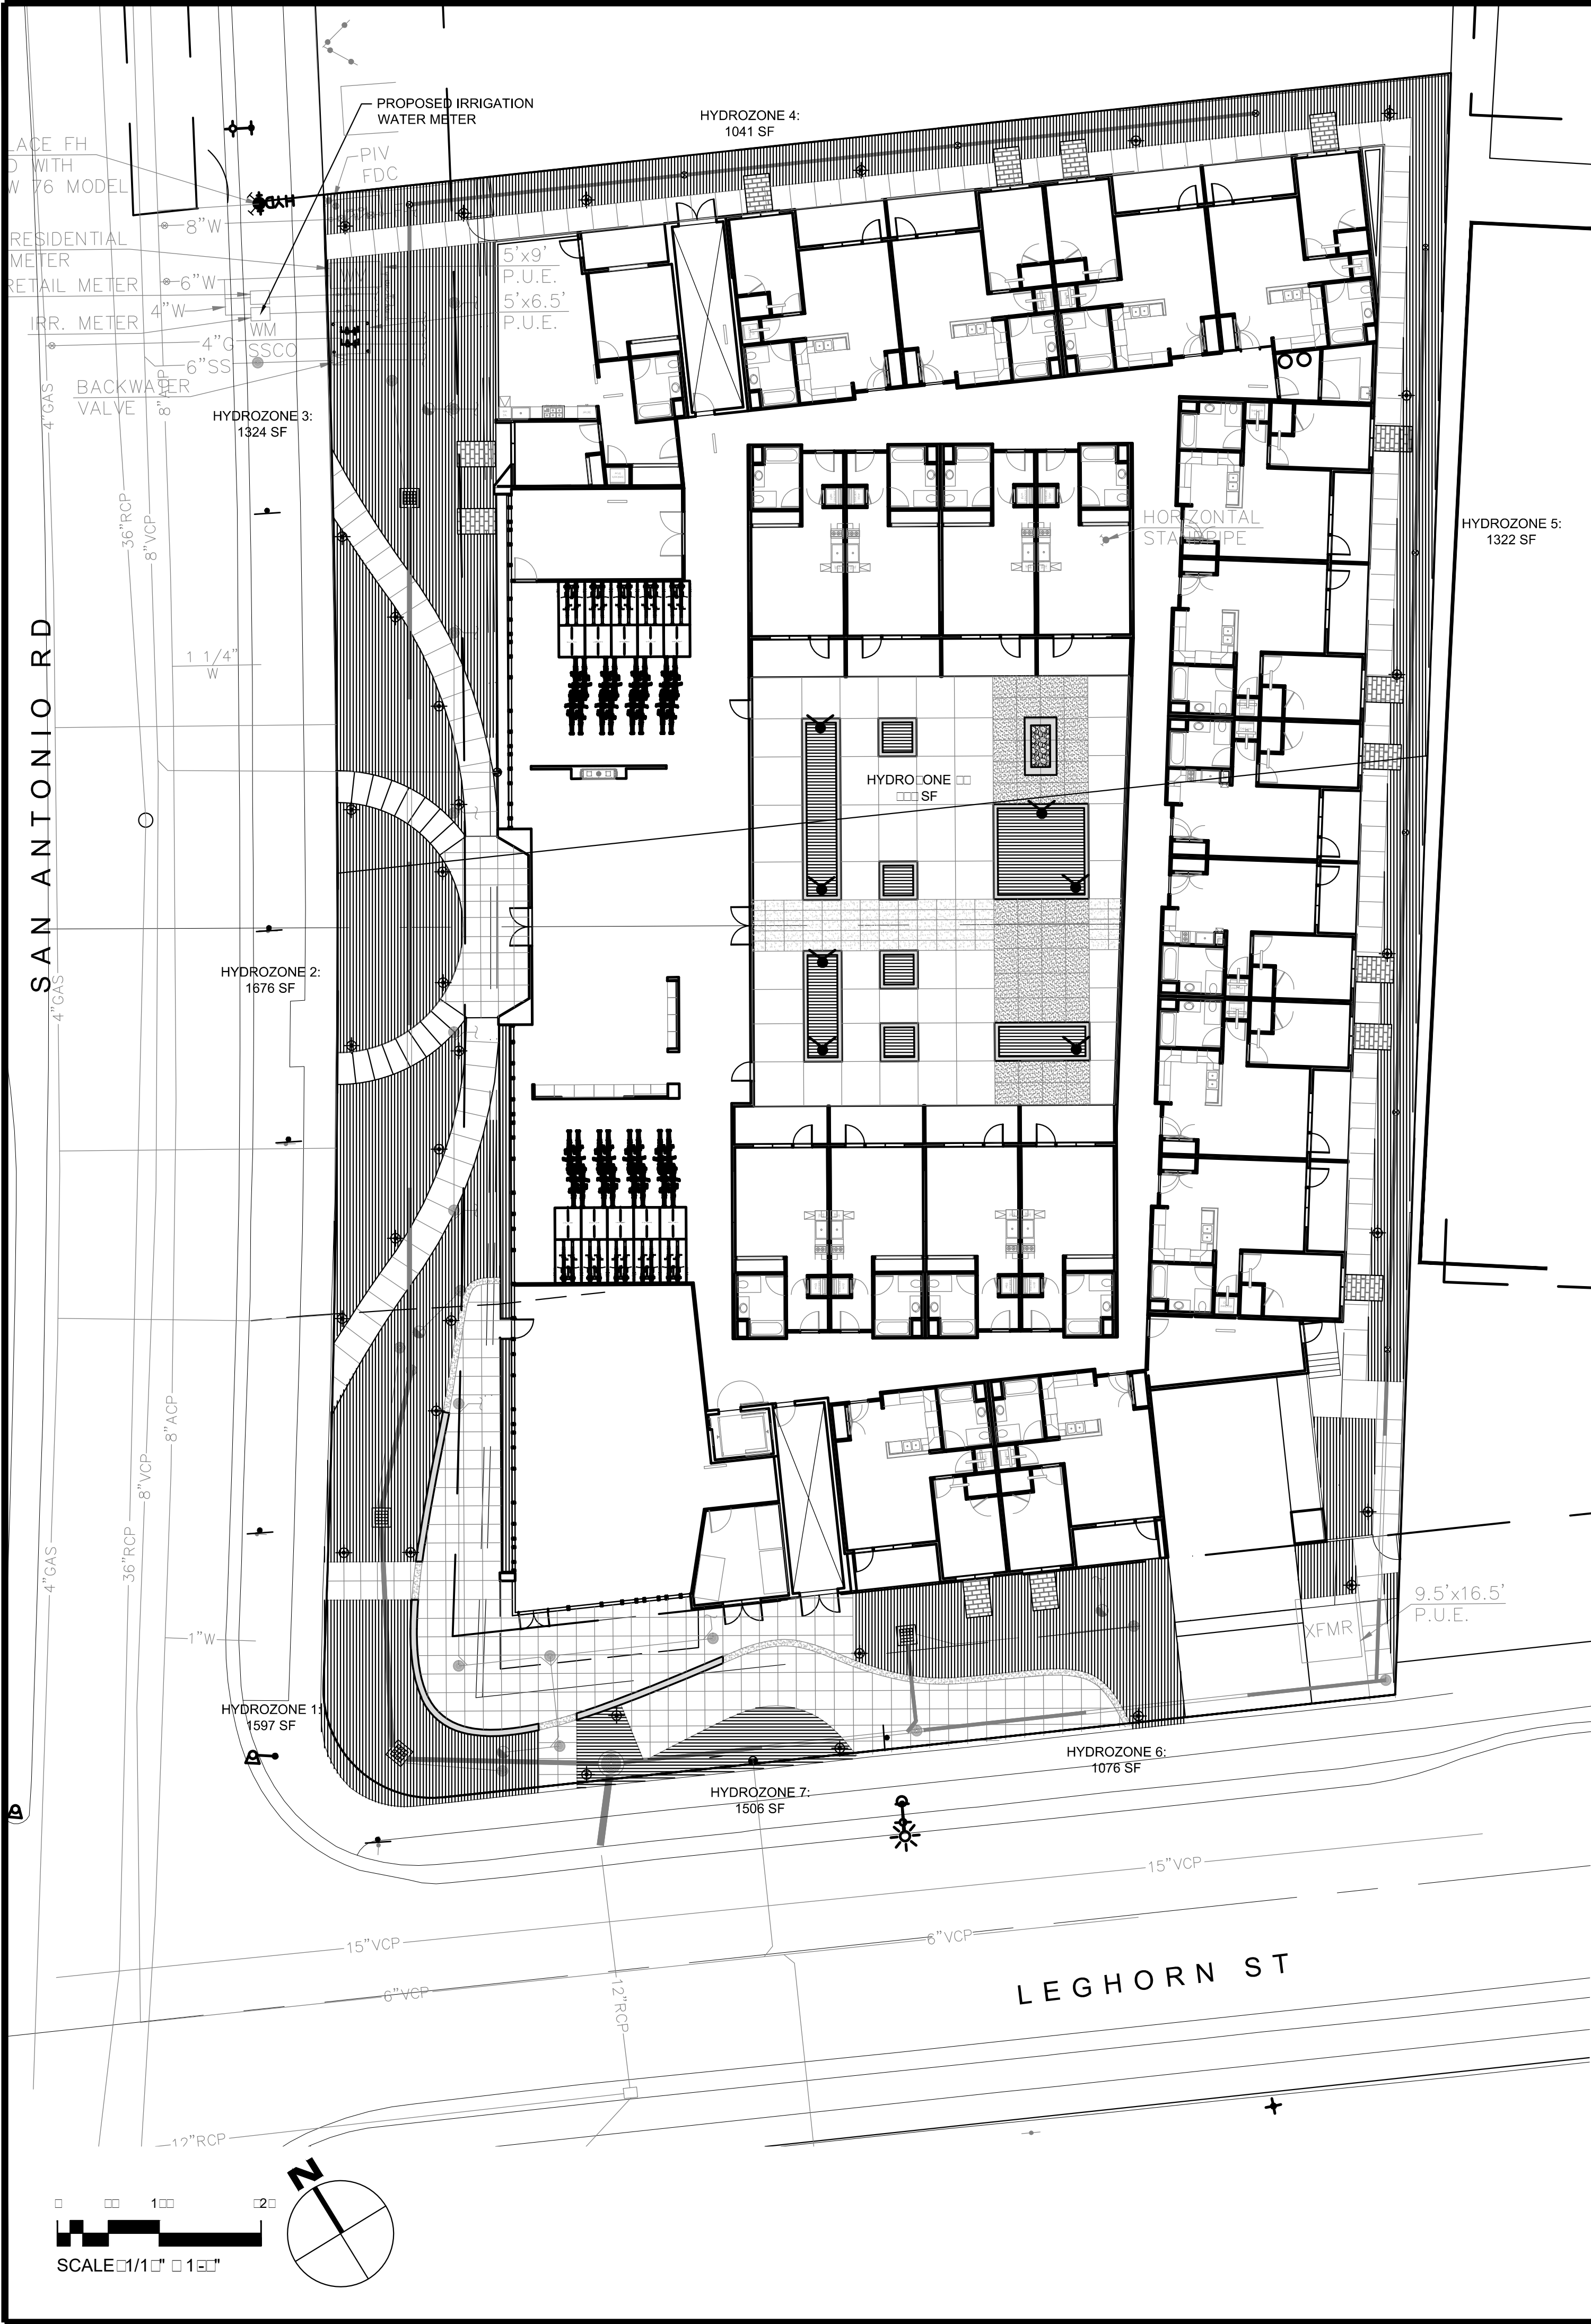 PROPOSED IRRIGATION
WATER METER
HYDROZONE 4:
1041 SF
LACE FH
D WITH
W 76 MODEL
PIV
FDC
HYD
8"W
RESIDENTIAL
METER
RETAIL METER
6"W
4"W
IRR. METER
WM
4"G
SSCO
6"SS
BACKWATER
VALVE
5'x9'
P.U.E.
5'x6.5'
P.U.E.
HYDROZONE 3:
1324 SF
4"GAS
8"ACP
36"RCP
8"VCP
HORIZONTAL
STANDPIPE
HYDROZONE 5:
1322 SF
SAN ANTONIO RD
1 1/4"
W
SF
HYDROZONE 2:
1676 SF
4"GAS
8"ACP
8"VCP
36"RCP
4"GAS
1"W
9.5'x16.5'
P.U.E.
XFMR
HYDROZONE 1:
1597 SF
HYDROZONE 6:
1076 SF
HYDROZONE 7:
1506 SF
15"VCP
15"VCP
6"VCP
6"VCP
12"RCP
LEGHORN ST
12"RCP
N
SCALE